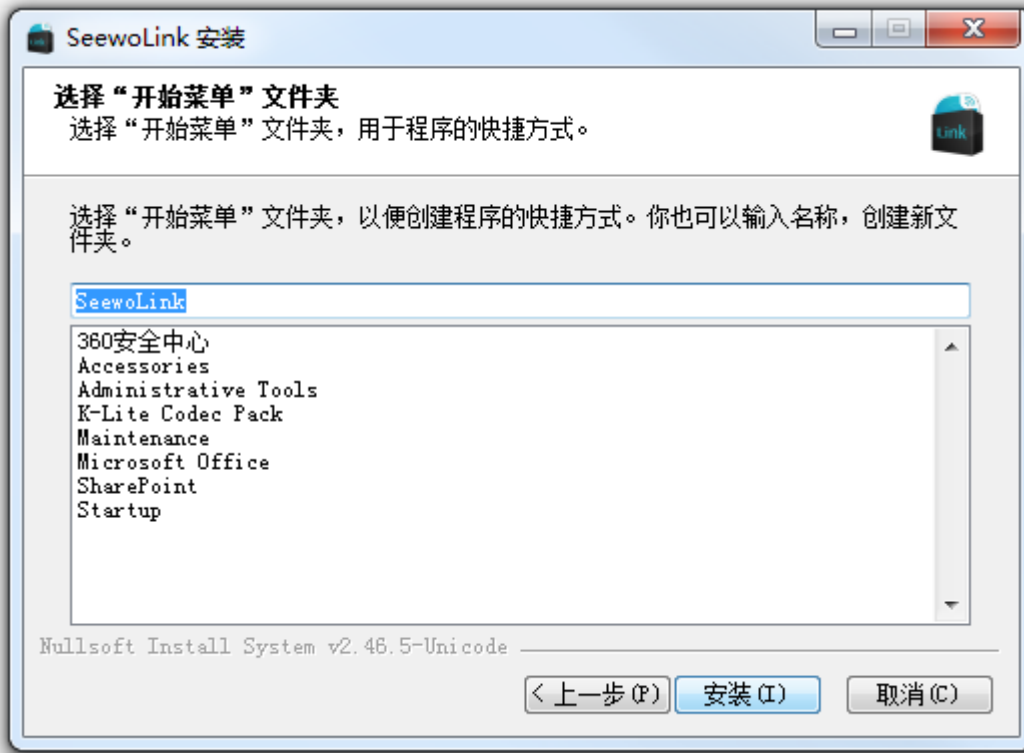 SeewoLink 安装
选择“开始菜单”文件夹
选择“开始菜单”文件夹，用于程序的快捷方式。
Link
选择“开始菜单”文件夹，以便创建程序的快捷方式。你也可以输入名称，创建新文
件夹。
SeewoLink
360安全中心
Accessories
Administrative Tools
K-Lite Codec Pack
Maintenance
Microsoft Office
SharePoint
Startup
Nullsoft Install System v2.46.5-Unicode
< 上一步(P) 安装(I) 取消(C)